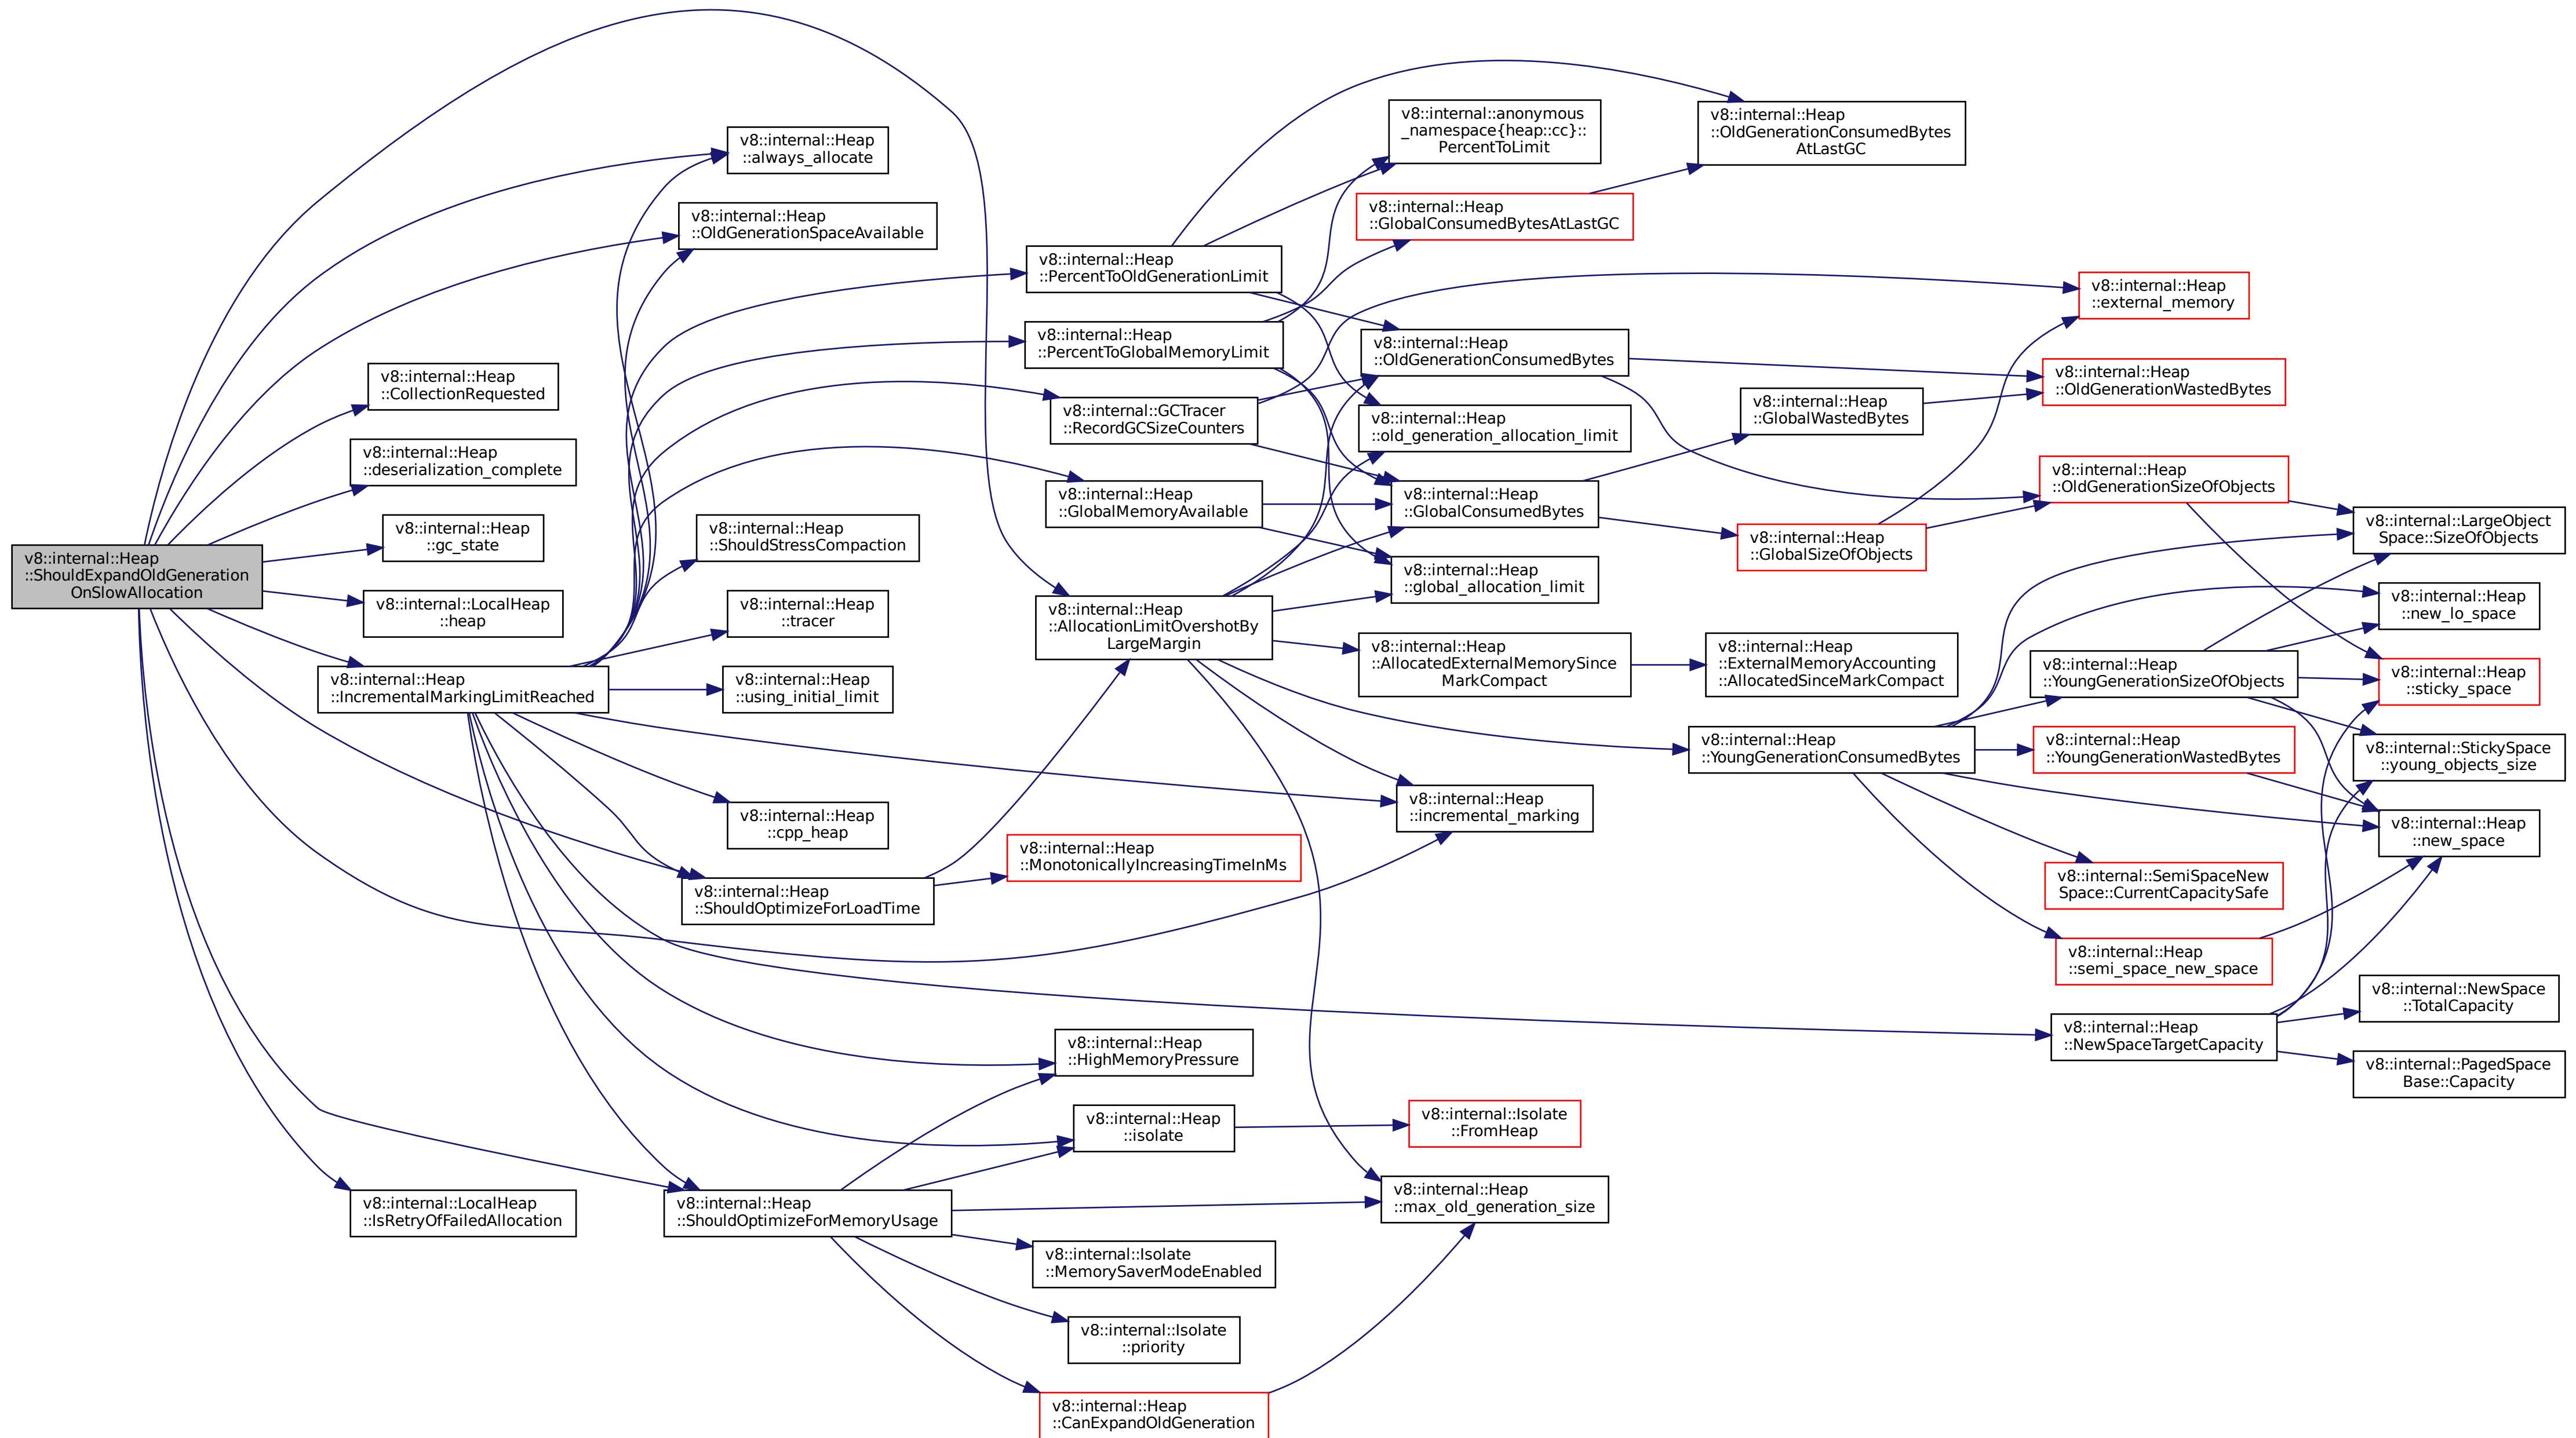 v8::internal::Heap
::ShouldExpandOldGeneration
OnSlowAllocation
v8::internal::Heap
::always_allocate
v8::internal::Heap
::OldGenerationSpaceAvailable
v8::internal::Heap
::CollectionRequested
v8::internal::Heap
::deserialization_complete
v8::internal::Heap
::gc_state
v8::internal::LocalHeap
::heap
v8::internal::Heap
::IncrementalMarkingLimitReached
v8::internal::LocalHeap
::IsRetryOfFailedAllocation
v8::internal::Heap
::ShouldStressCompaction
v8::internal::Heap
::tracer
v8::internal::Heap
::using_initial_limit
v8::internal::Heap
::cpp_heap
v8::internal::Heap
::ShouldOptimizeForLoadTime
v8::internal::Heap
::ShouldOptimizeForMemoryUsage
v8::internal::Heap
::PercentToOldGenerationLimit
v8::internal::Heap
::PercentToGlobalMemoryLimit
v8::internal::GCTracer
::RecordGCSizeCounters
v8::internal::Heap
::GlobalMemoryAvailable
v8::internal::Heap
::AllocationLimitOvershotBy
LargeMargin
v8::internal::Heap
::MonotonicallyIncreasingTimeInMs
v8::internal::Heap
::HighMemoryPressure
v8::internal::Heap
::isolate
v8::internal::Isolate
::MemorySaverModeEnabled
v8::internal::Isolate
::priority
v8::internal::Heap
::CanExpandOldGeneration
v8::internal::anonymous
_namespace{heap::cc}::
PercentToLimit
v8::internal::Heap
::GlobalConsumedBytesAtLastGC
v8::internal::Heap
::OldGenerationConsumedBytes
v8::internal::Heap
::old_generation_allocation_limit
v8::internal::Heap
::GlobalConsumedBytes
v8::internal::Heap
::global_allocation_limit
v8::internal::Heap
::AllocatedExternalMemorySince
MarkCompact
v8::internal::Heap
::incremental_marking
v8::internal::Isolate
::FromHeap
v8::internal::Heap
::max_old_generation_size
v8::internal::Heap
::OldGenerationConsumedBytes
AtLastGC
v8::internal::Heap
::GlobalWastedBytes
v8::internal::Heap
::GlobalSizeOfObjects
v8::internal::ExternalMemoryAccounting
::AllocatedSinceMarkCompact
v8::internal::Heap
::YoungGenerationConsumedBytes
v8::internal::Heap
::external_memory
v8::internal::Heap
::OldGenerationWastedBytes
v8::internal::Heap
::OldGenerationSizeOfObjects
v8::internal::Heap
::YoungGenerationSizeOfObjects
v8::internal::Heap
::YoungGenerationWastedBytes
v8::internal::SemiSpaceNew
Space::CurrentCapacitySafe
v8::internal::Heap
::semi_space_new_space
v8::internal::Heap
::NewSpaceTargetCapacity
v8::internal::LargeObject
Space::SizeOfObjects
v8::internal::Heap
::new_lo_space
v8::internal::Heap
::sticky_space
v8::internal::StickySpace
::young_objects_size
v8::internal::Heap
::new_space
v8::internal::NewSpace
::TotalCapacity
v8::internal::PagedSpace
Base::Capacity